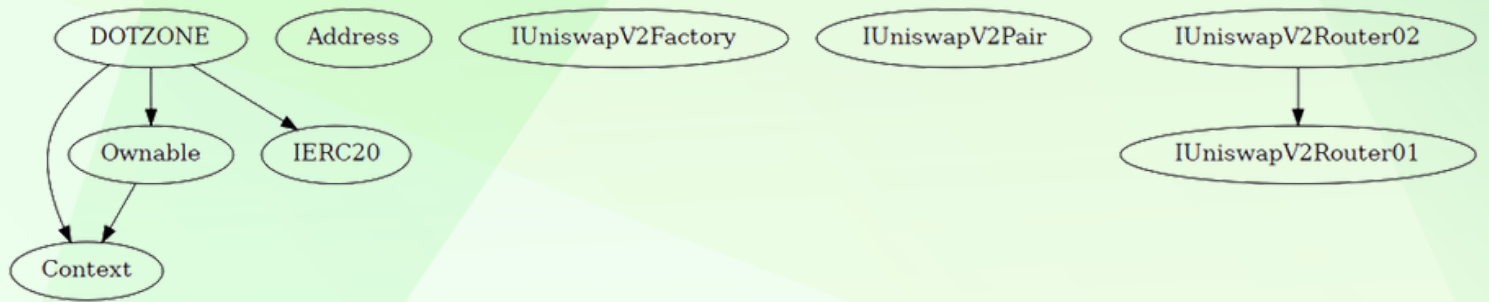 DOTZONE
Address
IUniswapV2Factory
IUniswapV2Pair
IUniswapV2Router02
Ownable
IERC20
IUniswapV2Router01
Context